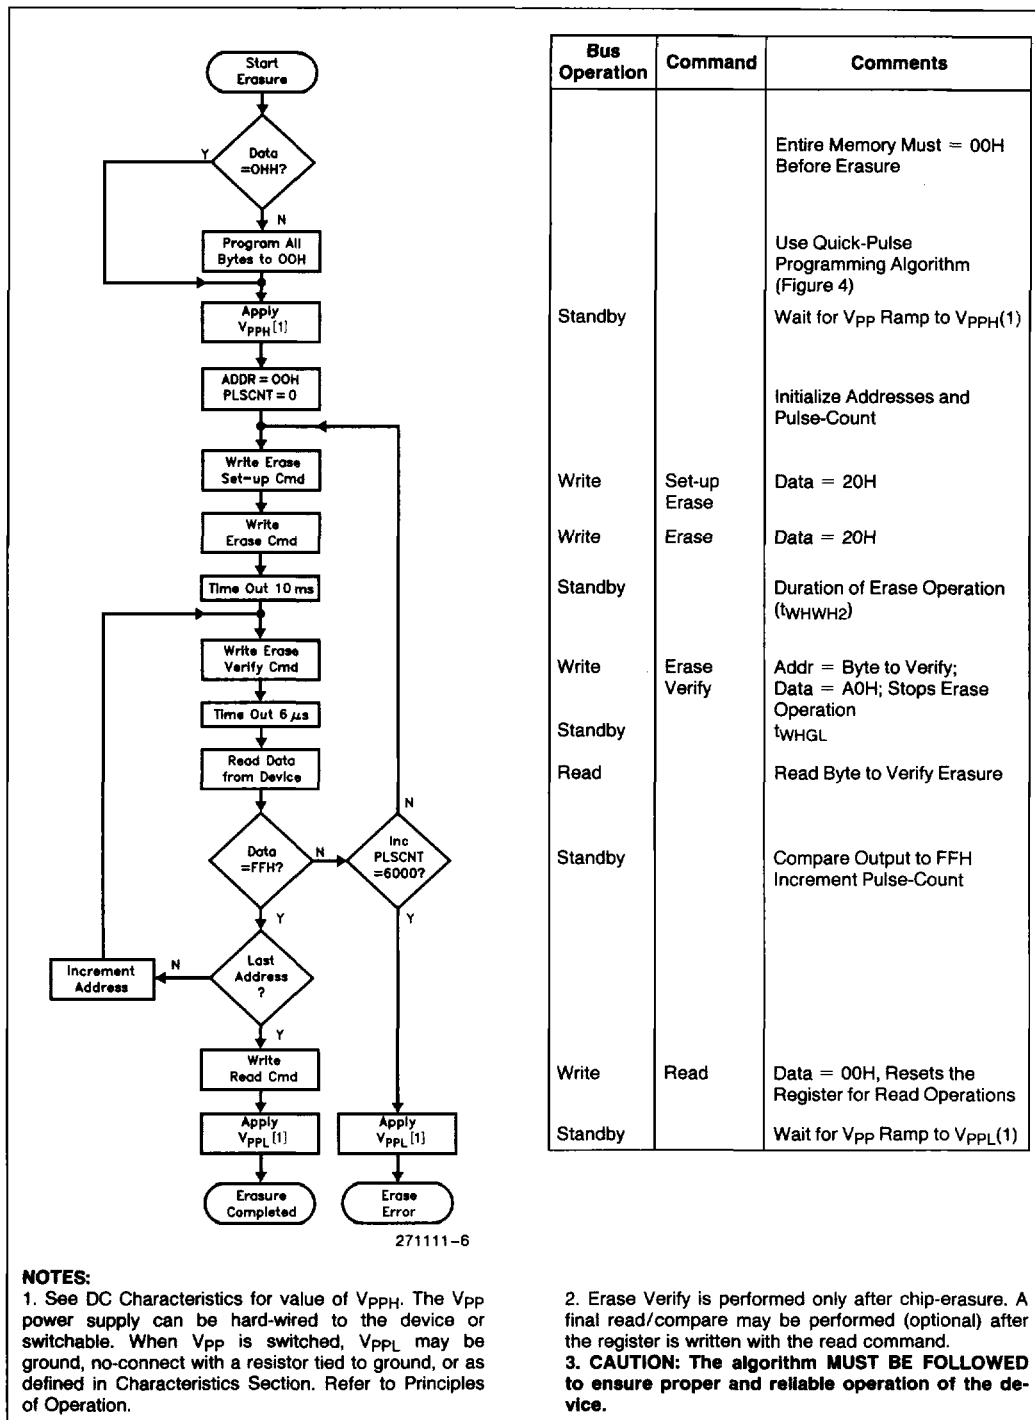 Start
Erasure
Data
=OHH?
Y
N
Program All
Bytes to OOH
Apply
VPPH [1]
ADDR = OOH
PLSCNT = 0
Write Erase
Set-up Cmd
Write
Erase Cmd
Time Out 10 ms
Write Erase
Verify Cmd
Time Out 6 μs
Read Data
from Device
Data
=FFH?
N
Y
Inc
PLSCNT
=6000?
N
Y
Last
Address
?
N
Y
Increment
Address
Write
Read Cmd
Apply
VPPL [1]
Apply
VPPL [1]
Erasure
Completed
Erase
Error
271111-6
Bus
Operation
Command
Comments
Entire Memory Must = 00H
Before Erasure
Use Quick-Pulse
Programming Algorithm
(Figure 4)
Standby
Wait for VPP Ramp to VPPH(1)
Initialize Addresses and
Pulse-Count
Write
Set-up
Erase
Data = 20H
Write
Erase
Data = 20H
Standby
Duration of Erase Operation
(tWHWH2)
Write
Erase
Verify
Addr = Byte to Verify;
Data = A0H; Stops Erase
Operation
Standby
tWHGL
Read
Read Byte to Verify Erasure
Standby
Compare Output to FFH
Increment Pulse-Count
Write
Read
Data = 00H, Resets the
Register for Read Operations
Standby
Wait for VPP Ramp to VPPL(1)
NOTES:
1. See DC Characteristics for value of VPPH. The VPP
power supply can be hard-wired to the device or
switchable. When VPP is switched, VPPL may be
ground, no-connect with a resistor tied to ground, or as
defined in Characteristics Section. Refer to Principles
of Operation.
2. Erase Verify is performed only after chip-erasure. A
final read/compare may be performed (optional) after
the register is written with the read command.
3. CAUTION: The algorithm MUST BE FOLLOWED
to ensure proper and reliable operation of the de-
vice.